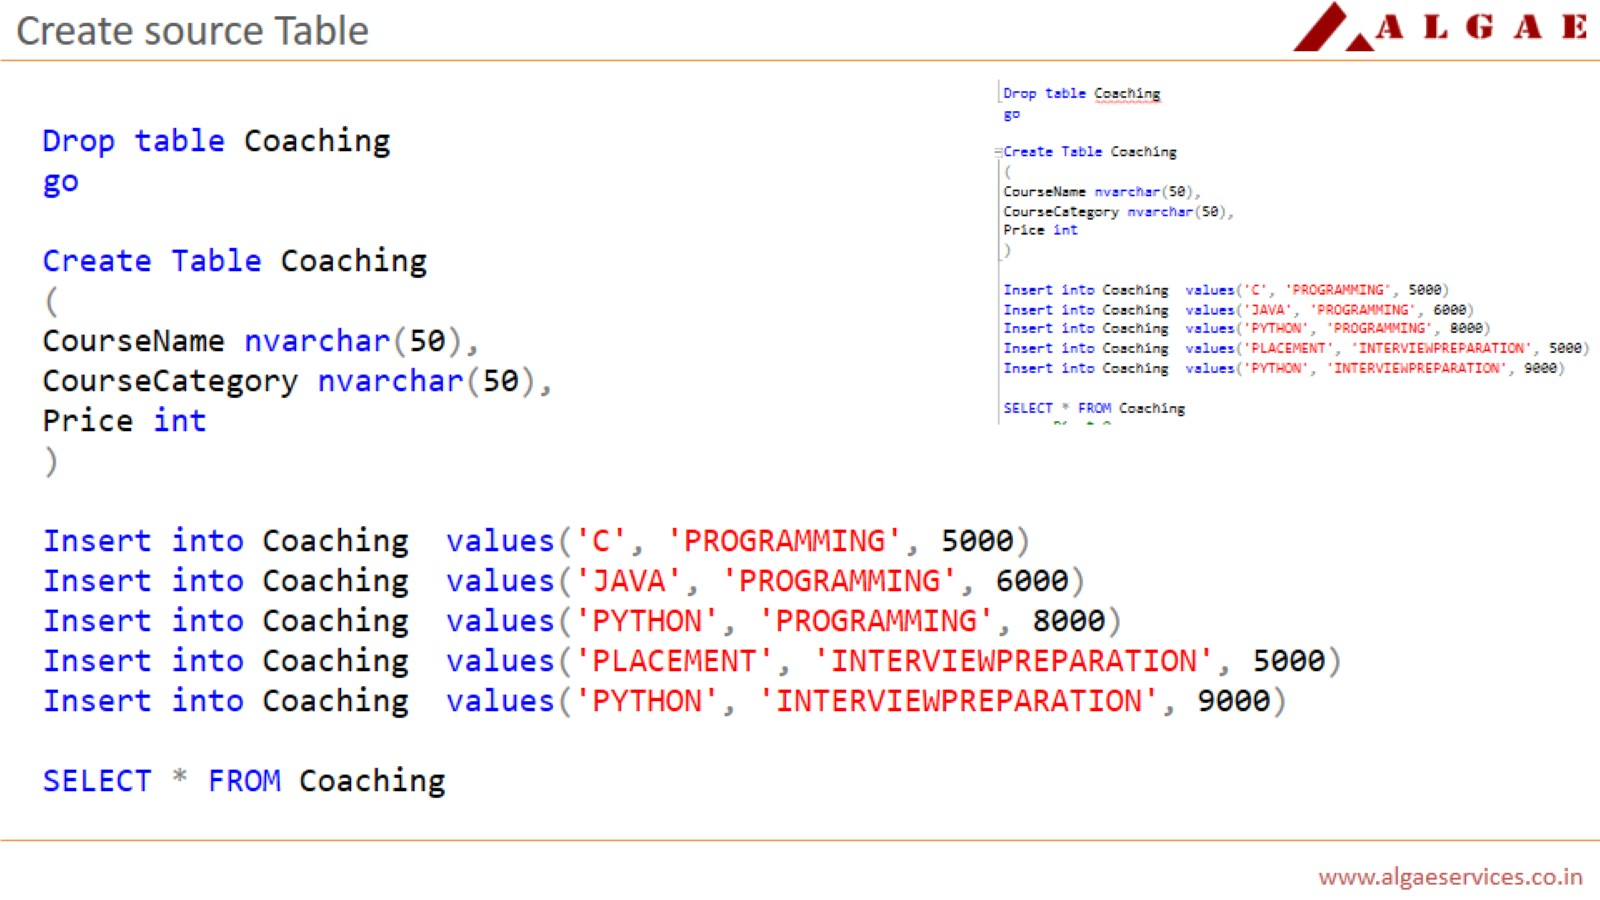 Create source Table
ALGAE
Drop table Coaching
go
Create Table Coaching
(
CourseName nvarchar(50),
CourseCategory nvarchar(50),
Price int
)
Insert into Coaching  values('C', 'PROGRAMMING', 5000)
Insert into Coaching  values('JAVA', 'PROGRAMMING', 6000)
Insert into Coaching  values('PYTHON', 'PROGRAMMING', 8000)
Insert into Coaching  values('PLACEMENT', 'INTERVIEWPREPARATION', 5000)
Insert into Coaching  values('PYTHON', 'INTERVIEWPREPARATION', 9000)
SELECT * FROM Coaching
Drop table Coaching
go
Create Table Coaching
(
CourseName nvarchar(50),
CourseCategory nvarchar(50),
Price int
)
Insert into Coaching  values('C', 'PROGRAMMING', 5000)
Insert into Coaching  values('JAVA', 'PROGRAMMING', 6000)
Insert into Coaching  values('PYTHON', 'PROGRAMMING', 8000)
Insert into Coaching  values('PLACEMENT', 'INTERVIEWPREPARATION', 5000)
Insert into Coaching  values('PYTHON', 'INTERVIEWPREPARATION', 9000)
SELECT * FROM Coaching
www.algaeservices.co.in